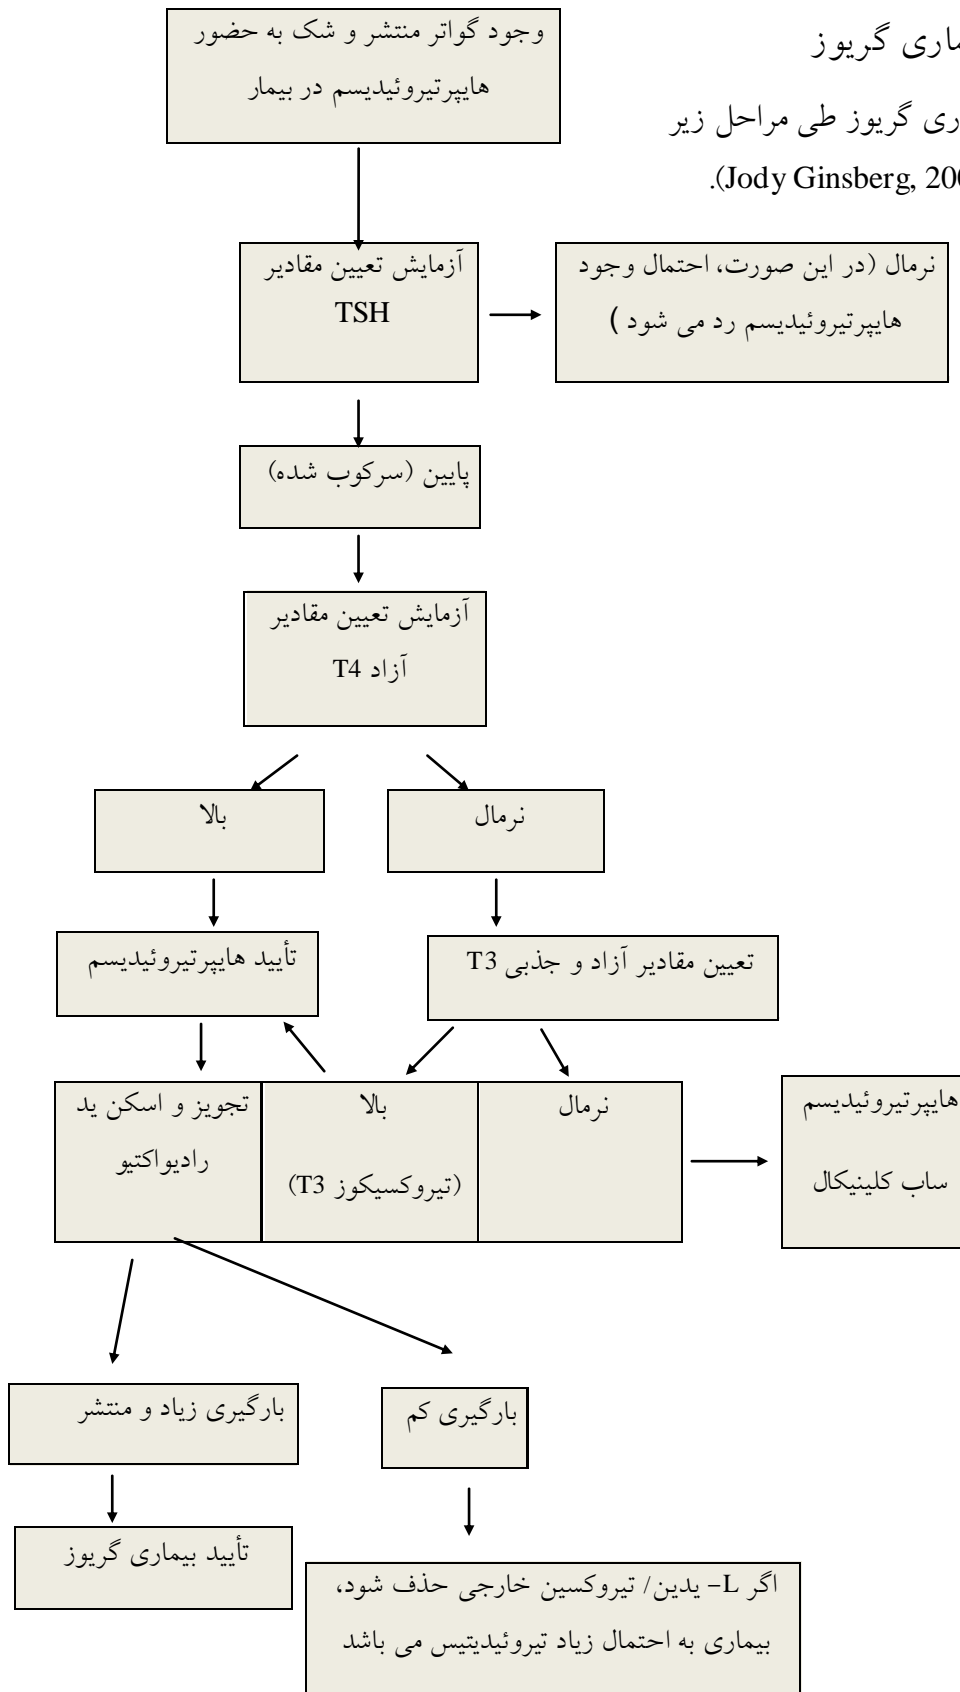 ماری گریوز
وجود گواتر منتشر و شک به حضور
هایپرتیروئیدیسم در بیمار
ری گریوز طی مراحل زیر
(Jody Ginsberg, 200
آزمایش تعیین مقادیر
TSH
نرمال (در این صورت، احتمال وجود
هایپرتیروئیدیسم رد می شود )
پایین (سرکوب شده)
آزمایش تعیین مقادیر
آزاد T4
بالا
نرمال
تأیید هایپرتیروئیدیسم
تعیین مقادیر آزاد و جذبی T3
تجویز و اسکن ید
رادیواکتیو
بالا
(تیروکسیکوز T3)
نرمال
هایپرتیروئیدیسم
ساب کلینیکال
بارگیری زیاد و منتشر
بارگیری کم
تأیید بیماری گریوز
اگر L- یدین/ تیروکسین خارجی حذف شود،
بیماری به احتمال زیاد تیروئیدیتیس می باشد